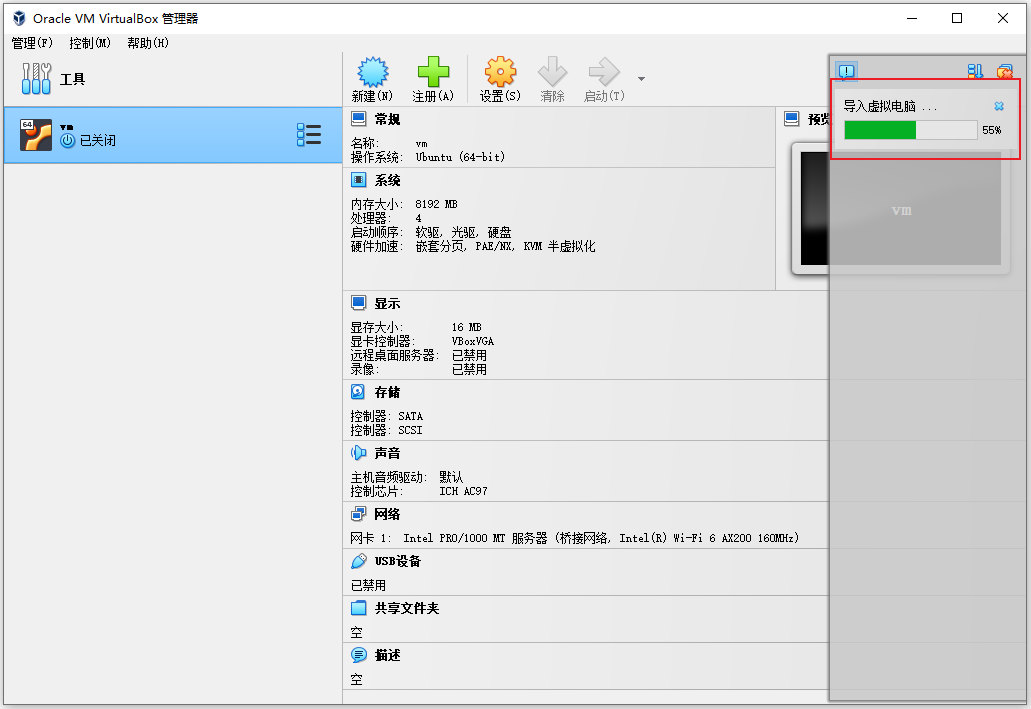 Oracle VM VirtualBox 管理器
管理(F) 控制(M) 帮助(H)
工具
新建(N) 注册(A) 设置(S) 清除 启动(T)
64
vm
已关闭
常规
名称: vm
操作系统: Ubuntu (64-bit)
系统
内存大小: 8192 MB
处理器: 4
启动顺序: 软驱, 光驱, 硬盘
硬件加速: 嵌套分页, PAE/NX, KVM 半虚拟化
预览
vm
导入虚拟电脑 ...
55%
显示
显存大小: 16 MB
显卡控制器: VBoxVGA
远程桌面服务器: 已禁用
录像: 已禁用
存储
控制器: SATA
控制器: SCSI
声音
主机音频驱动: 默认
控制芯片: ICH AC97
网络
网卡 1: Intel PRO/1000 MT 服务器 (桥接网络, Intel(R) Wi-Fi 6 AX200 160MHz)
USB设备
已禁用
共享文件夹
空
描述
空